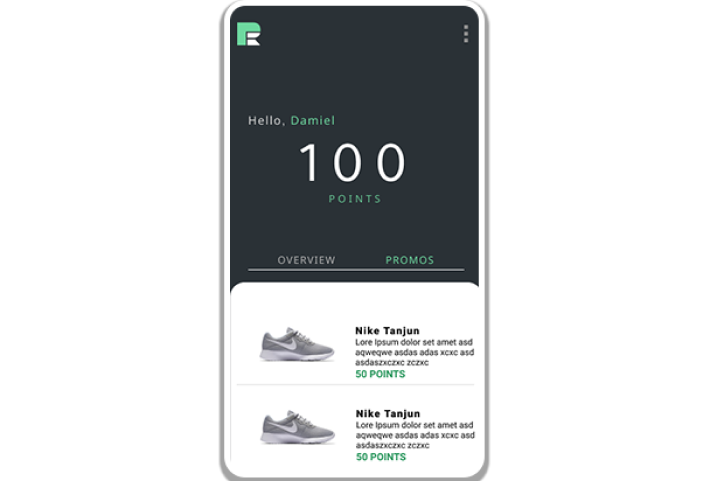 Hello, Damiel
100
POINTS
OVERVIEW PROMOS
Nike Tanjun
Lore Ipsum dolor set amet asd
aqweqwe asdas adas xcxc asd
asdaszxczxc zczxc
50 POINTS
Nike Tanjun
Lore Ipsum dolor set amet asd
aqweqwe asdas adas xcxc asd
asdaszxczxc zczxc
50 POINTS